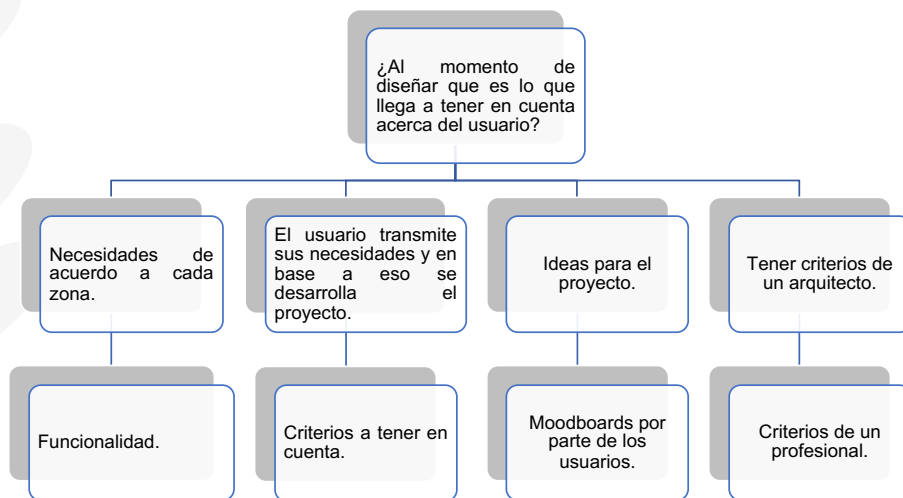 ¿Al momento de
diseñar que es lo que
llega a tener en cuenta
acerca del usuario?
Necesidades de
acuerdo a cada
zona.
El usuario transmite
sus necesidades y en
base a eso se
desarrolla el
proyecto.
Ideas para el
proyecto.
Tener criterios de
un arquitecto.
Funcionalidad.
Criterios a tener en
cuenta.
Moodboards por
parte de los
usuarios.
Criterios de un
profesional.